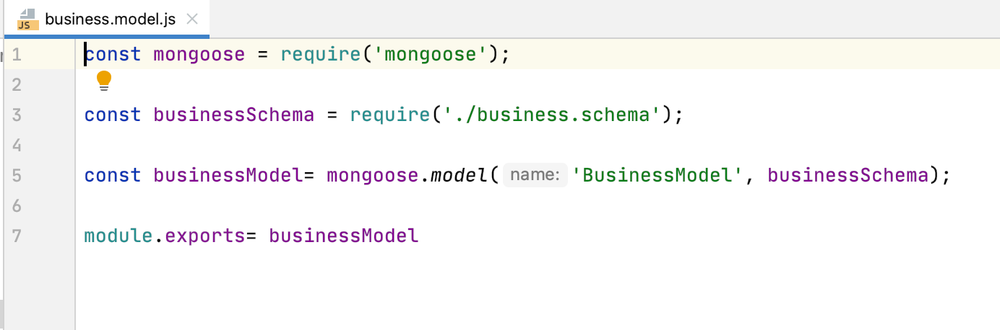 JS business.model.js
1 const mongoose = require('mongoose');
2
3 const businessSchema = require('./business.schema');
4
5 const businessModel= mongoose.model( name: 'BusinessModel', businessSchema);
6
7 module.exports= businessModel